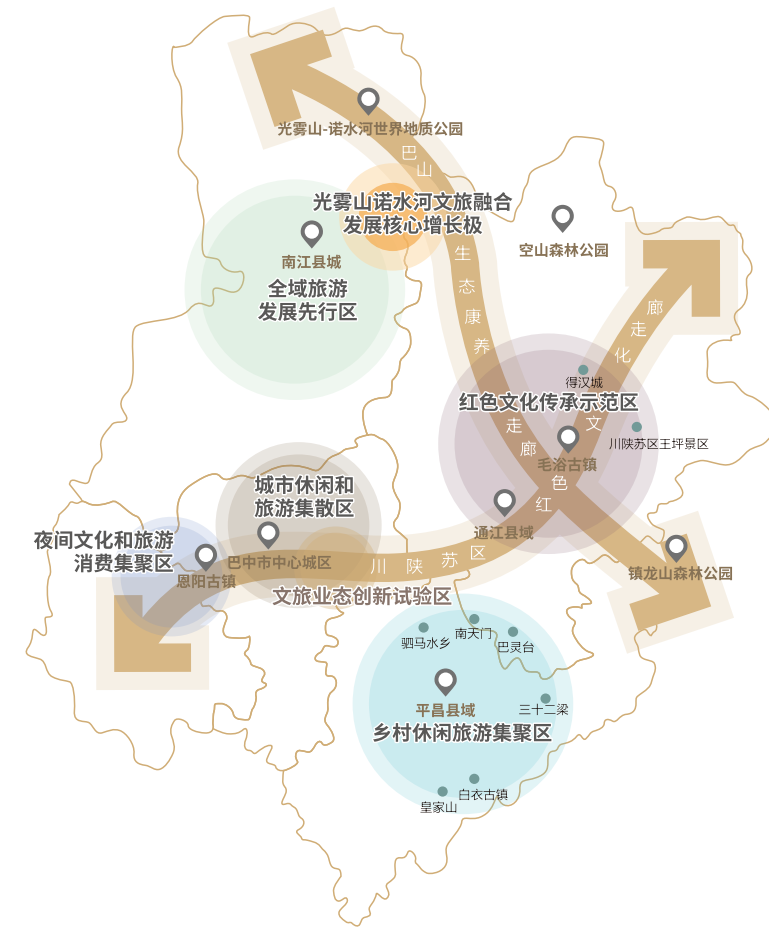 光雾山-诺水河世界地质公园
巴山
光雾山诺水河文旅融合
发展核心增长极
空山森林公园
南江县城
生态康养
走廊
全域旅游
发展先行区
川陕苏区
红色
文化走廊
得汉城
红色文化传承示范区
毛浴古镇
川陕苏区王坪景区
城市休闲和
旅游集散区
通江县域
夜间文化和旅游
消费集聚区
巴中市中心城区
恩阳古镇
镇龙山森林公园
文旅业态创新试验区
驷马水乡
南天门
巴灵台
平昌县域
三十二梁
乡村休闲旅游集聚区
白衣古镇
皇家山